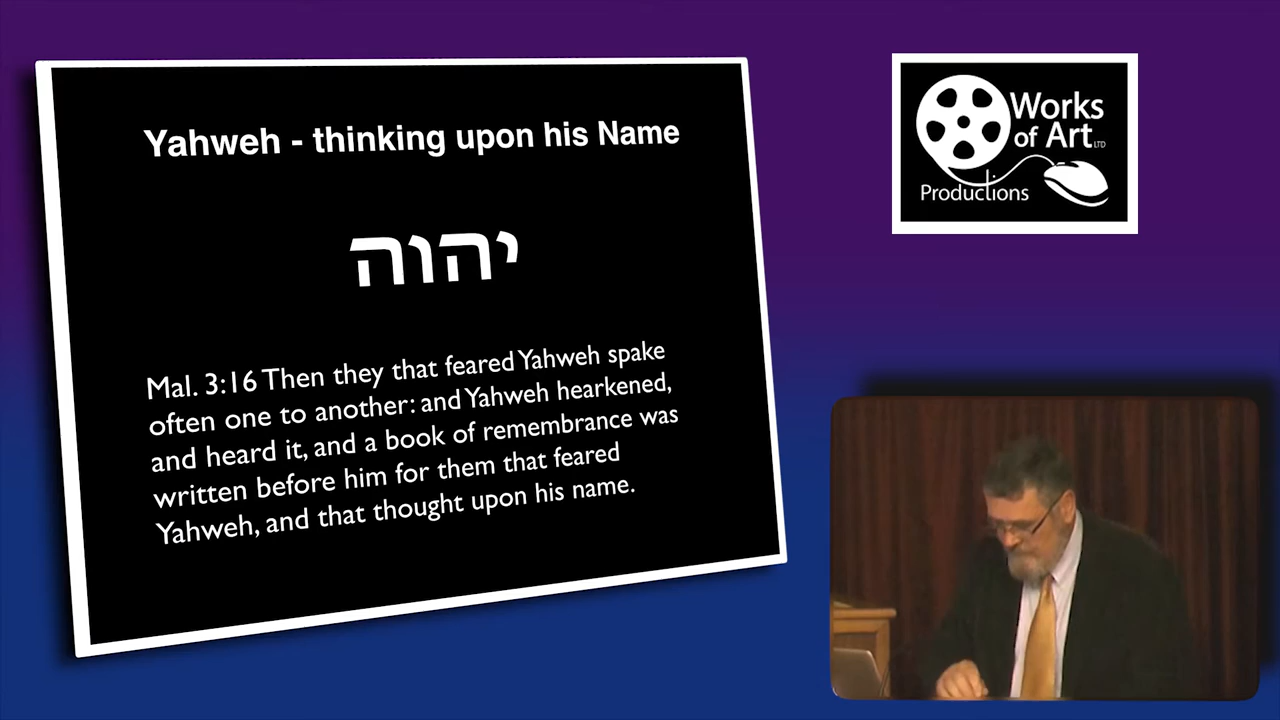 Yahweh - thinking upon his Name
יהוה
Mal. 3:16 Then they that feared Yahweh spake
often one to another: and Yahweh hearkened,
and heard it, and a book of remembrance was
written before him for them that feared
Yahweh, and that thought upon his name.
Works
of Art LTD
Productions